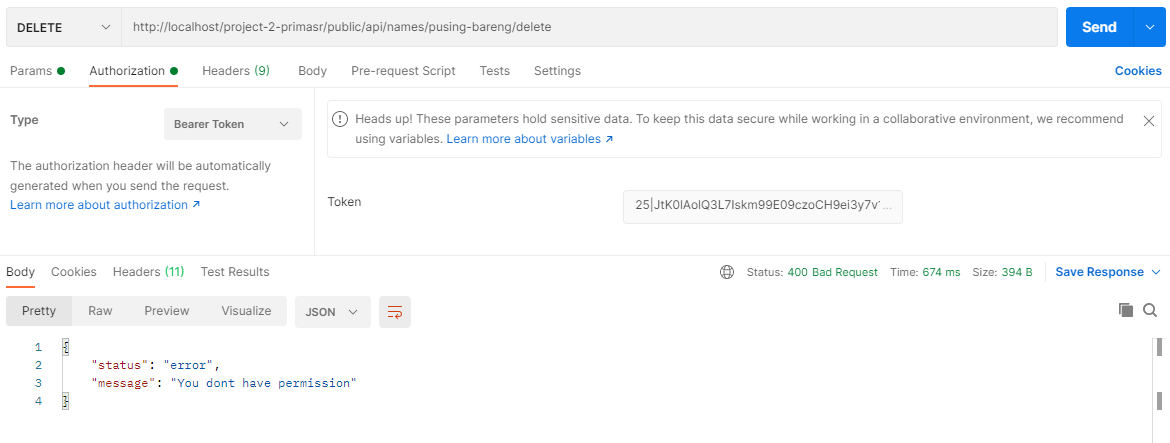 DELETE
http://localhost/project-2-primasr/public/api/names/pusing-bareng/delete
Send
Params
Authorization
Headers (9)
Body
Pre-request Script
Tests
Settings
Cookies
Type
Bearer Token
The authorization header will be automatically
generated when you send the request.
Learn more about authorization ↗
Heads up! These parameters hold sensitive data. To keep this data secure while working in a collaborative environment, we recommend
using variables. Learn more about variables ↗
Token
25|JtK0lAolQ3L7Iskm99E09czoCH9ei3y7v1...
Body
Cookies
Headers (11)
Test Results
Status: 400 Bad Request
Time: 674 ms
Size: 394 B
Save Response
Pretty
Raw
Preview
Visualize
JSON
1 {
2 "status": "error",
3 "message": "You dont have permission"
4 }